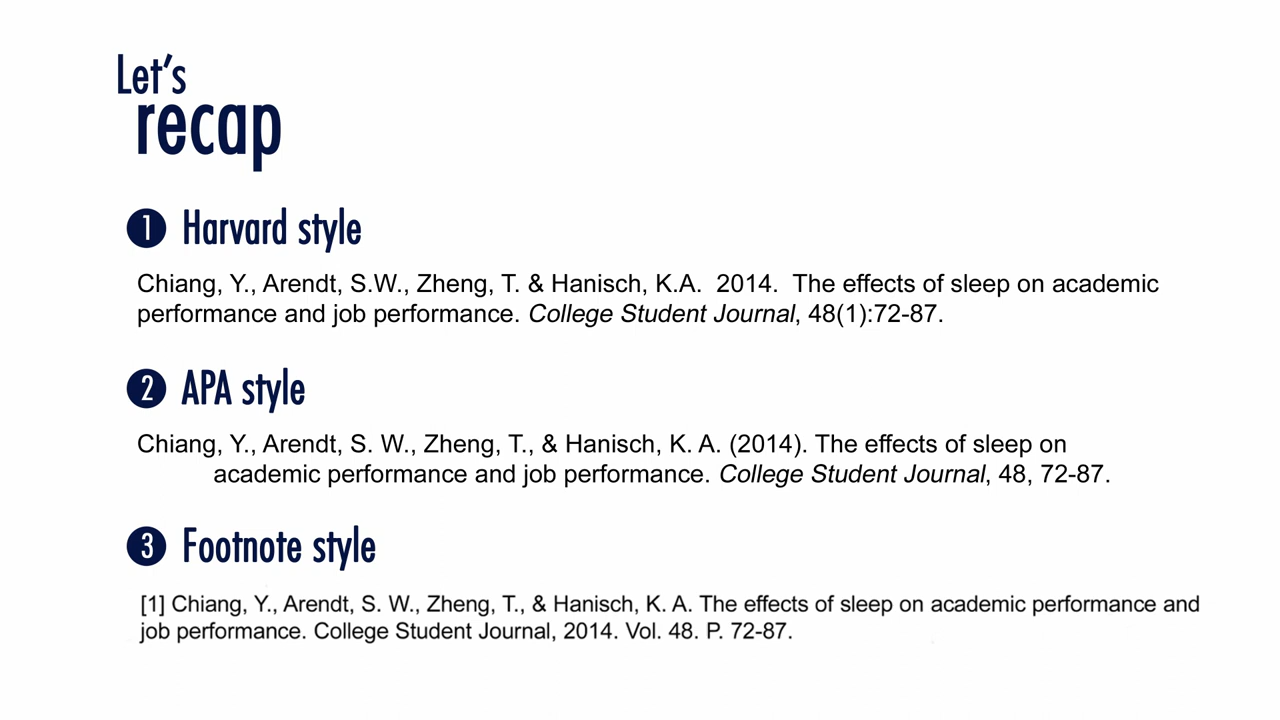 Let's
recap
1 Harvard style
Chiang, Y., Arendt, S.W., Zheng, T. & Hanisch, K.A.  2014.  The effects of sleep on academic
performance and job performance. College Student Journal, 48(1):72-87.
2 APA style
Chiang, Y., Arendt, S. W., Zheng, T., & Hanisch, K. A. (2014). The effects of sleep on
academic performance and job performance. College Student Journal, 48, 72-87.
3 Footnote style
[1] Chiang, Y., Arendt, S. W., Zheng, T., & Hanisch, K. A. The effects of sleep on academic performance and
job performance. College Student Journal, 2014. Vol. 48. P. 72-87.